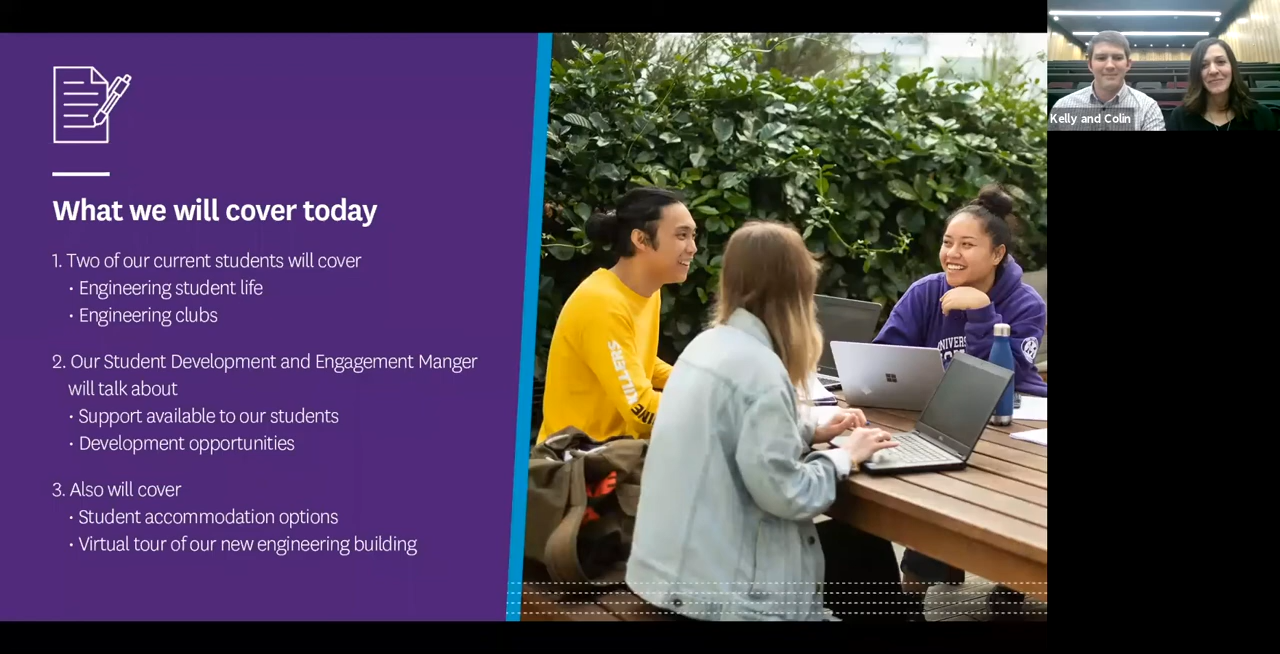 Kelly and Colin
What we will cover today
1. Two of our current students will cover
• Engineering student life
• Engineering clubs
2. Our Student Development and Engagement Manger
will talk about
• Support available to our students
• Development opportunities
3. Also will cover
• Student accommodation options
• Virtual tour of our new engineering building